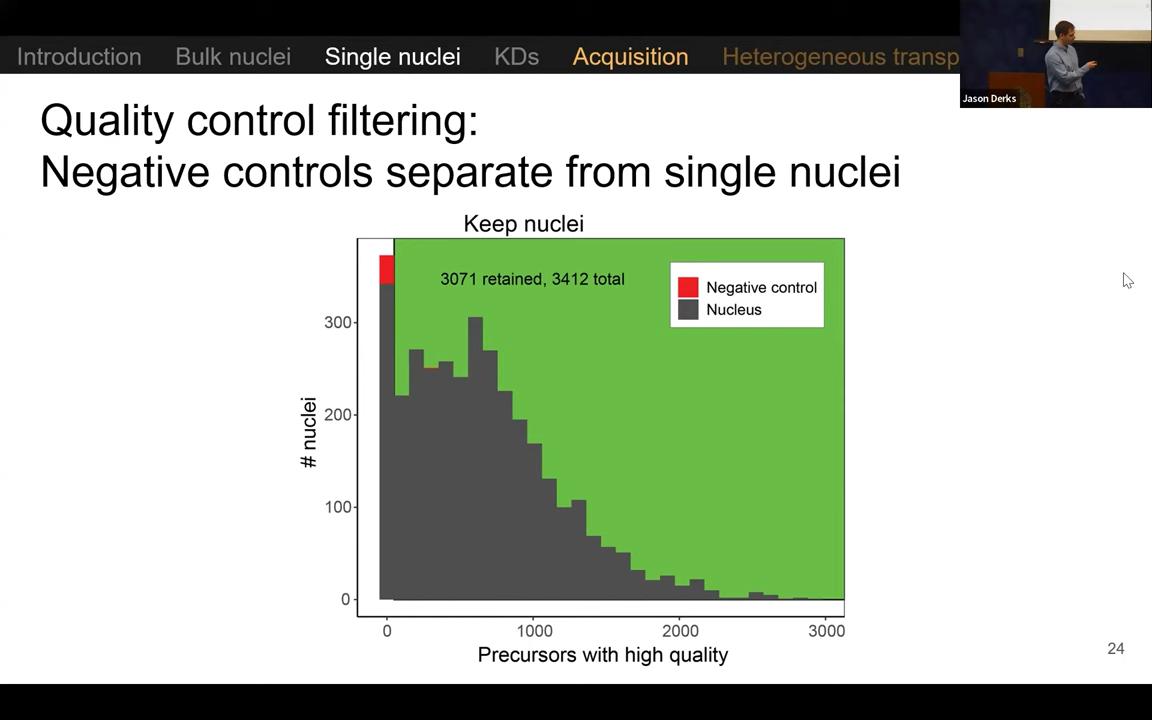 Introduction Bulk nuclei Single nuclei KDs Acquisition Heterogeneous transp
Jason Derks
Quality control filtering:
Negative controls separate from single nuclei
Keep nuclei
3071 retained, 3412 total
Negative control
Nucleus
# nuclei
300
200
100
0
0 1000 2000 3000
Precursors with high quality
24